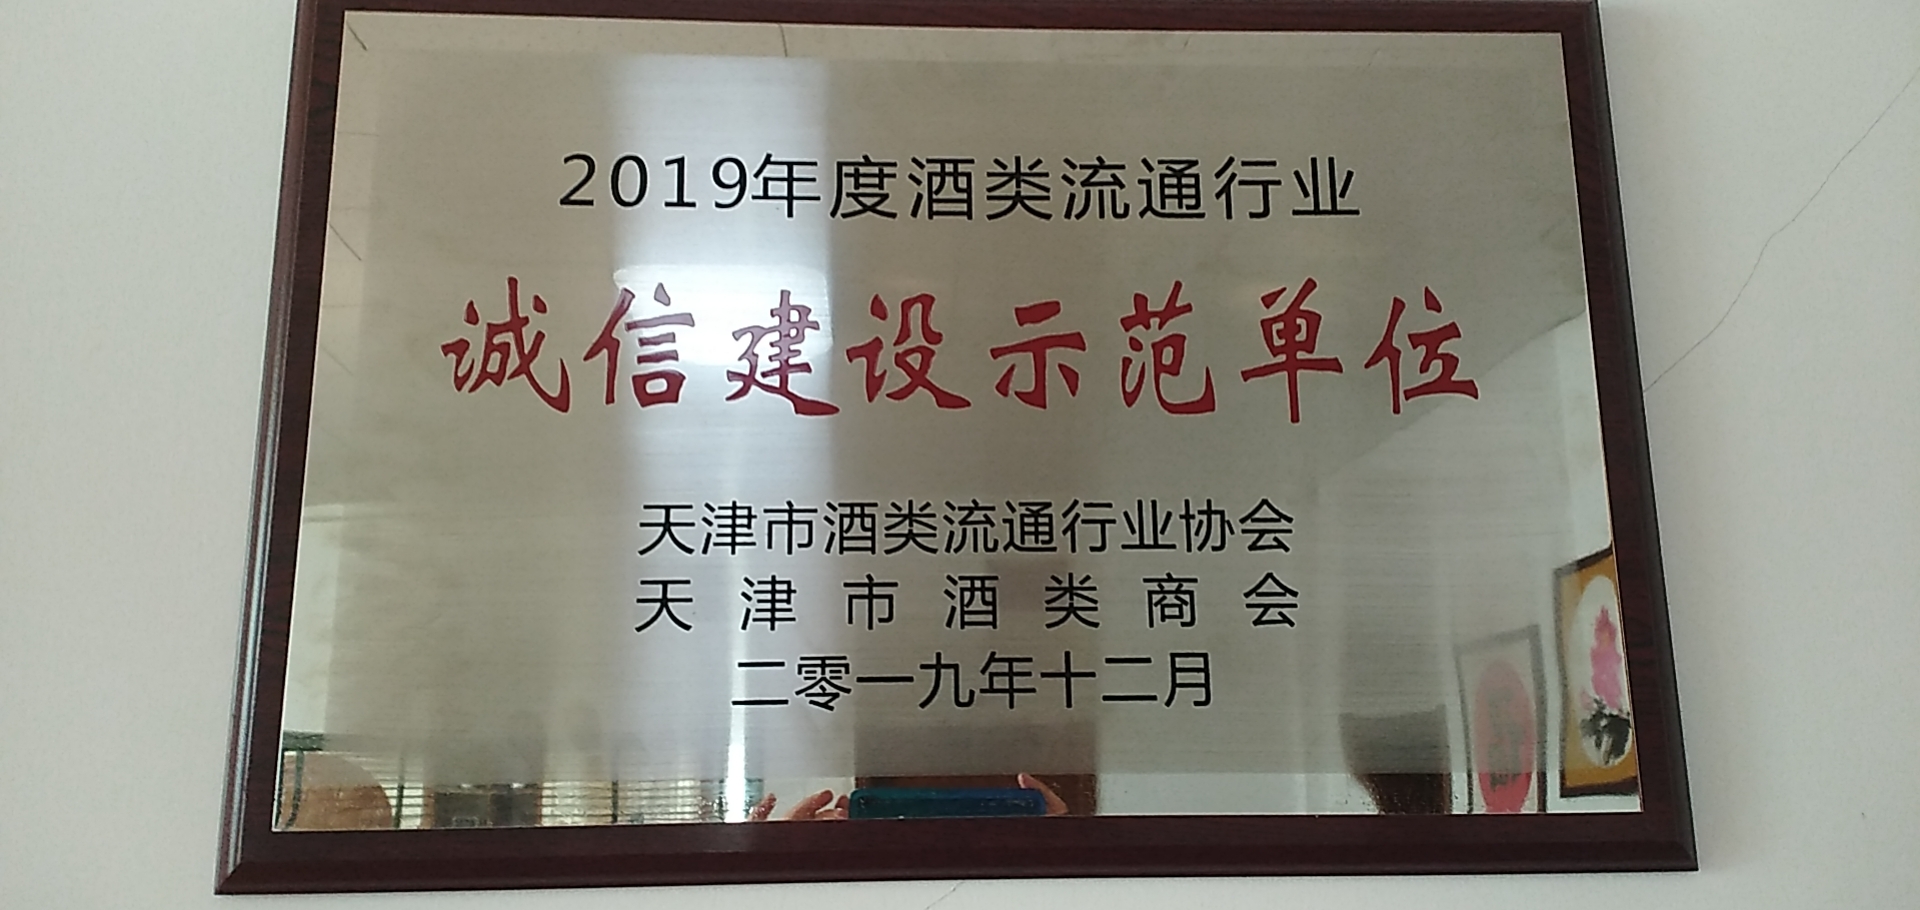 2019年度酒类流通行业
诚信建设示范单位
天津市酒类流通行业协会
天津市酒类商会
二零一九年十二月